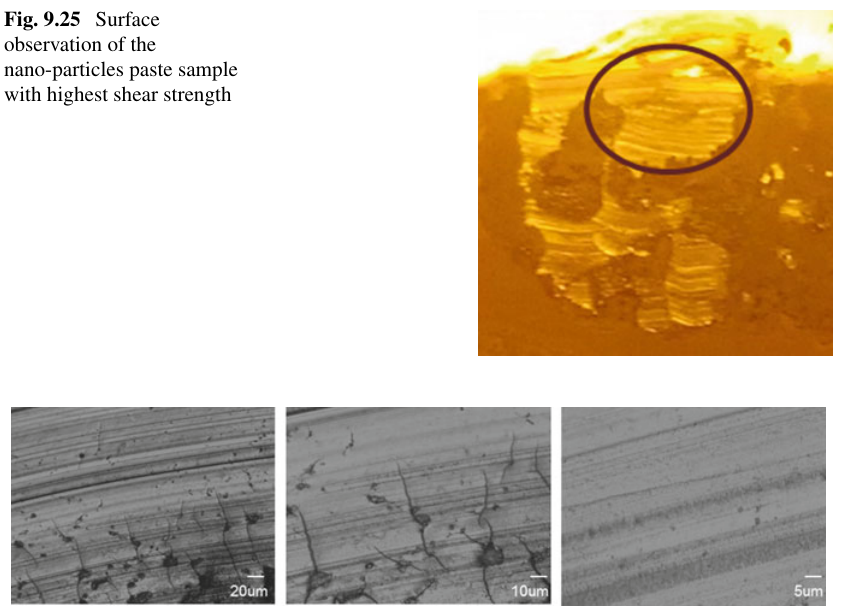 Fig. 9.25 Surface
observation of the
nano-particles paste sample
with highest shear strength
20um
10um
5um